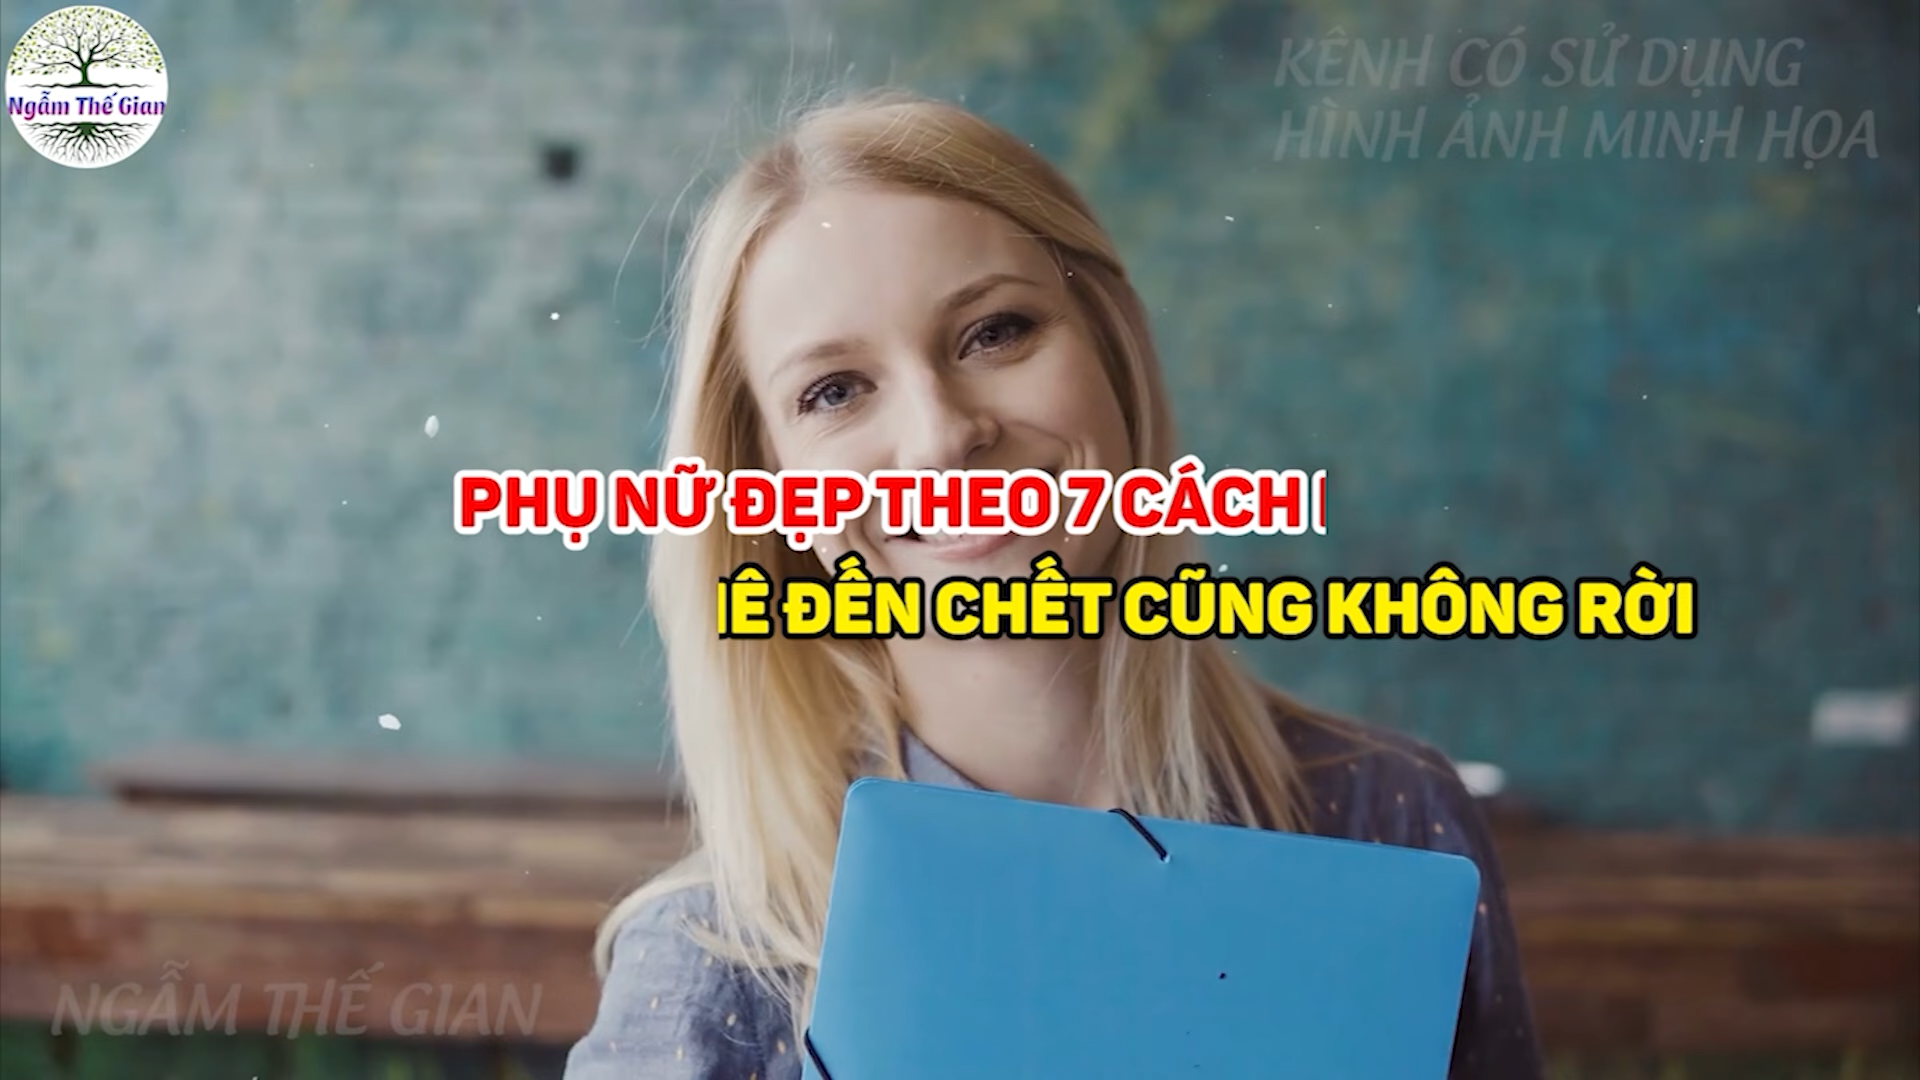 Ngẫm Thế Gian
KÊNH CÓ SỬ DỤNG
HÌNH ẢNH MINH HỌA
PHỤ NỮ ĐẸP THEO 7 CÁCH
ĐẾN CHẾT CŨNG KHÔNG RỜI
NGẪM THẾ GIAN